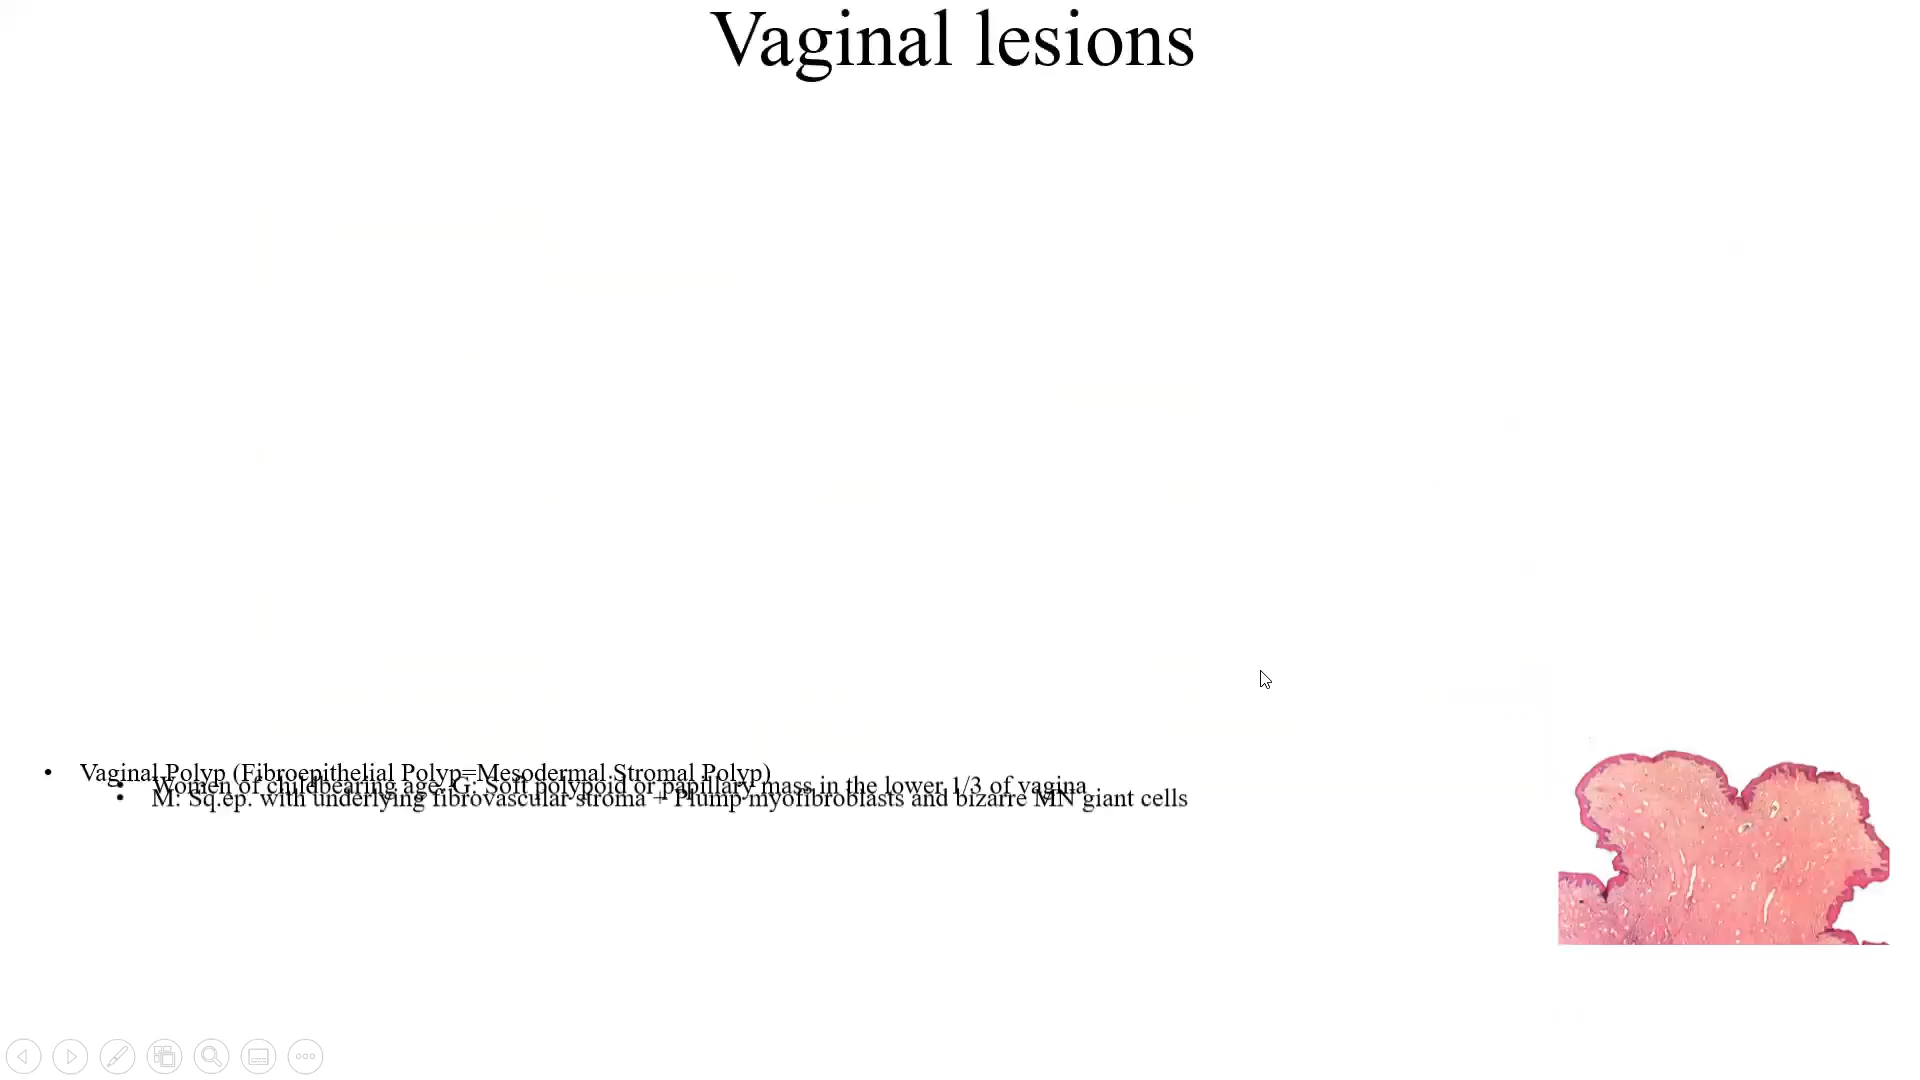 Vaginal lesions
• Vaginal Polyp (Fibroepithelial Polyp=Mesodermal Stromal Polyp)
• Women of childbearing age. G: Soft polypoid or papillary mass in the lower 1/3 of vagina
• M: Sq.ep. with underlying fibrovascular stroma + Plump myofibroblasts and bizarre MN giant cells